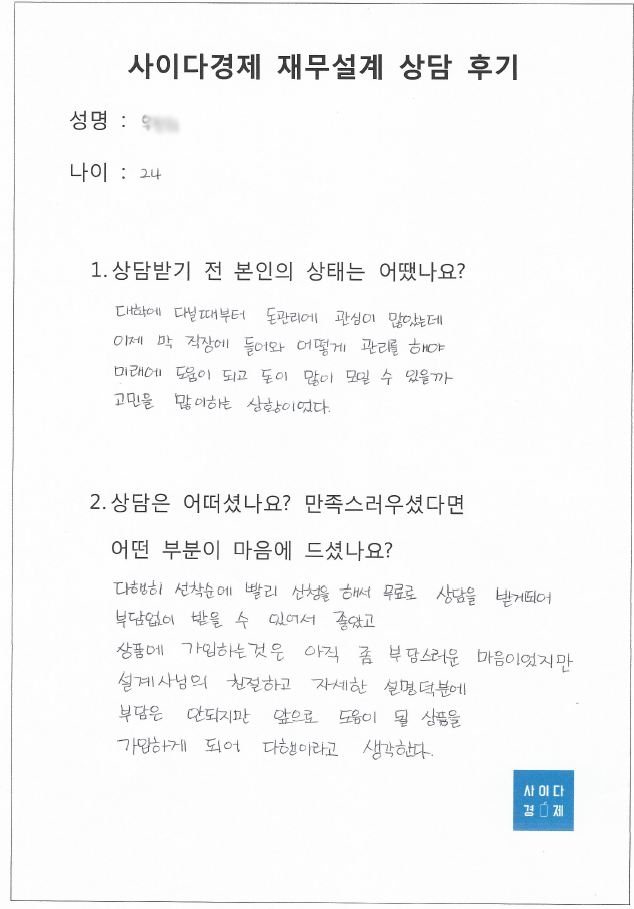 사이다경제 재무설계 상담 후기
성명 :
나이 : 24
1. 상담받기 전 본인의 상태는 어땠나요?
대학에 다닐때부터 돈관리에 관심이 많았는데
이제 막 직장에 들어와 어떻게 관리를 해야
미래에 도움이 되고 돈이 많이 모일 수 있을까
고민을 많이하는 상황이었다.
2. 상담은 어떠셨나요? 만족스러우셨다면
어떤 부분이 마음에 드셨나요?
다행히 선착순에 빨리 신청을 해서 무료로 상담을 받게되어
부담없이 받을 수 있어서 좋았고
상품에 가입하는것은 아직 좀 부담스러운 마음이었지만
설계사님의 친절하고 자세한 설명덕분에
부담은 안되지만 앞으로 도움이 될 상품을
가입하게 되어 다행이라고 생각한다.
사이다
경제